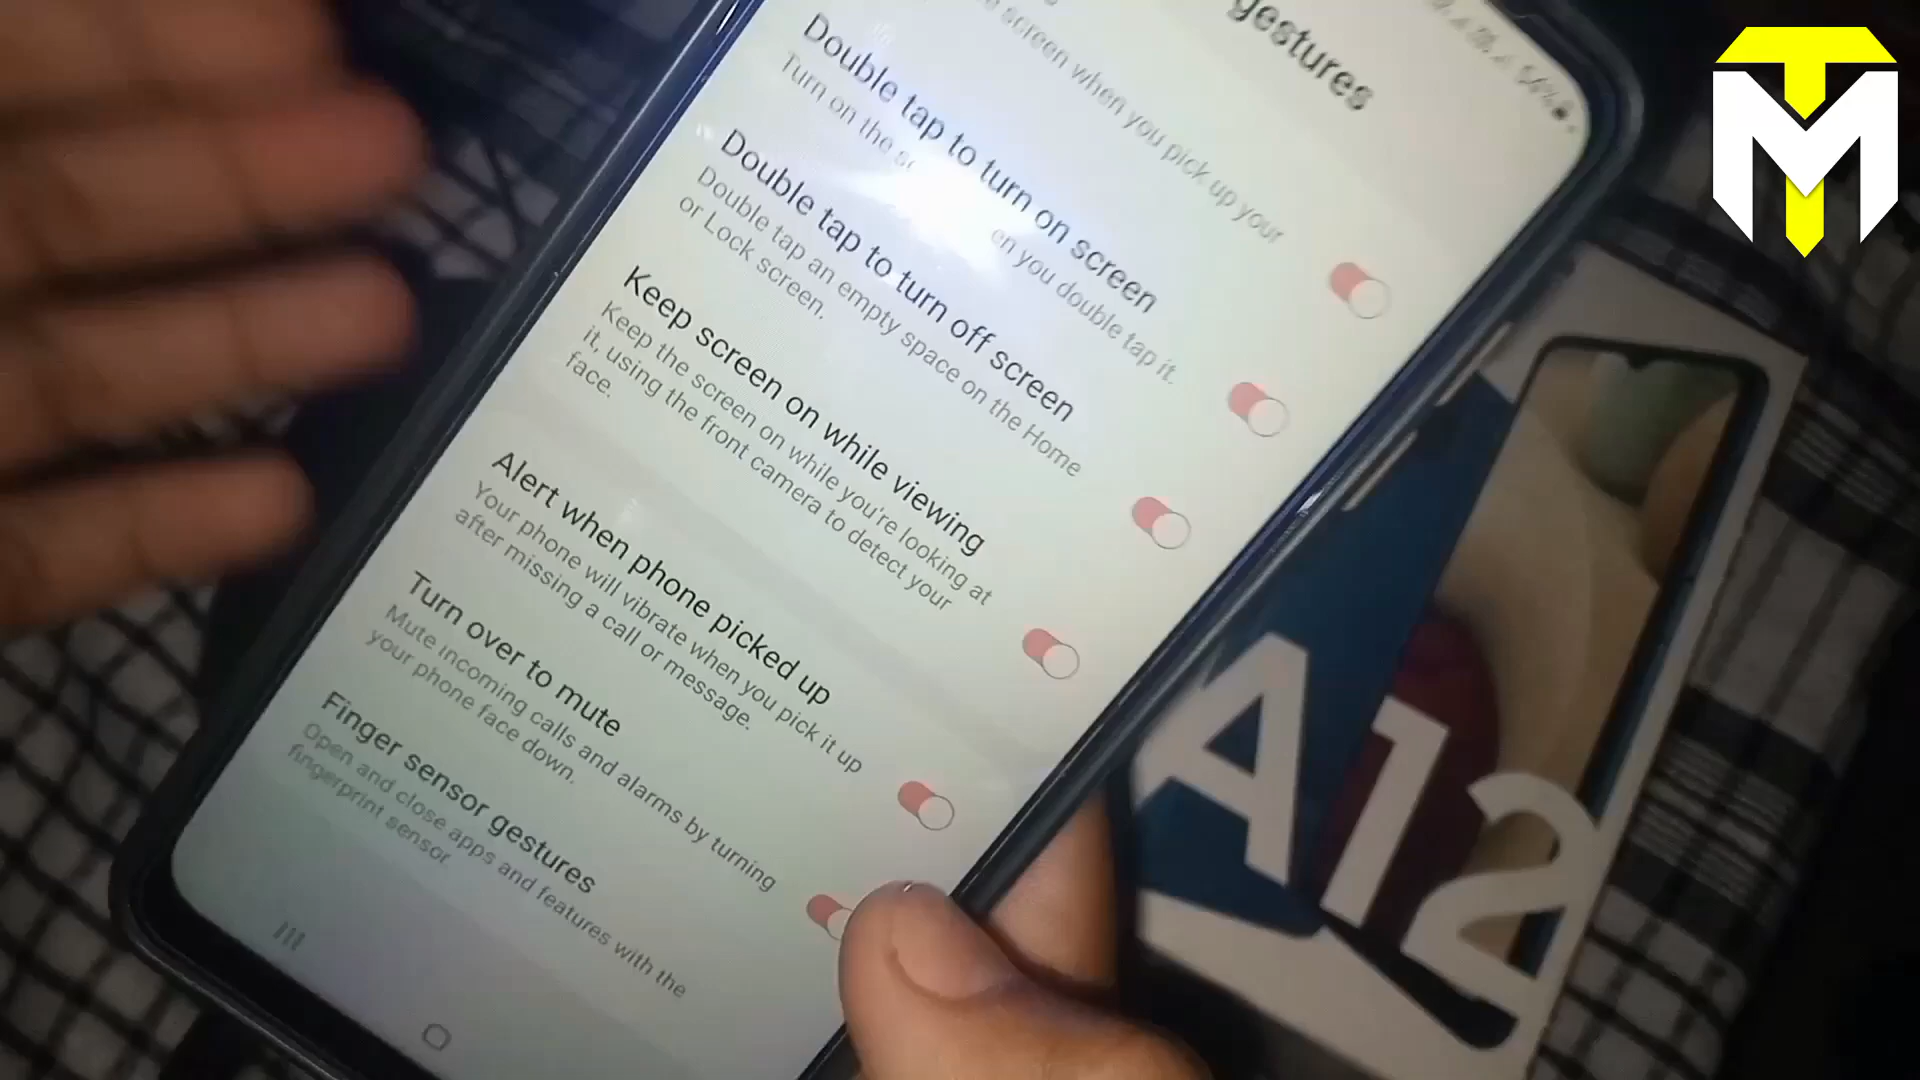 gestures
54%
screen when you pick up your
Double tap to turn on screen
Turn on the en you double tap it.
Double tap to turn off screen
Double tap an empty space on the Home
or Lock screen.
Keep screen on while viewing
Keep the screen on while you're looking at
it, using the front camera to detect your
face.
Alert when phone picked up
Your phone will vibrate when you pick it up
after missing a call or message.
Turn over to mute
Mute incoming calls and alarms by turning
your phone face down.
Finger sensor gestures
Open and close apps and features with the
fingerprint sensor
A12
TM